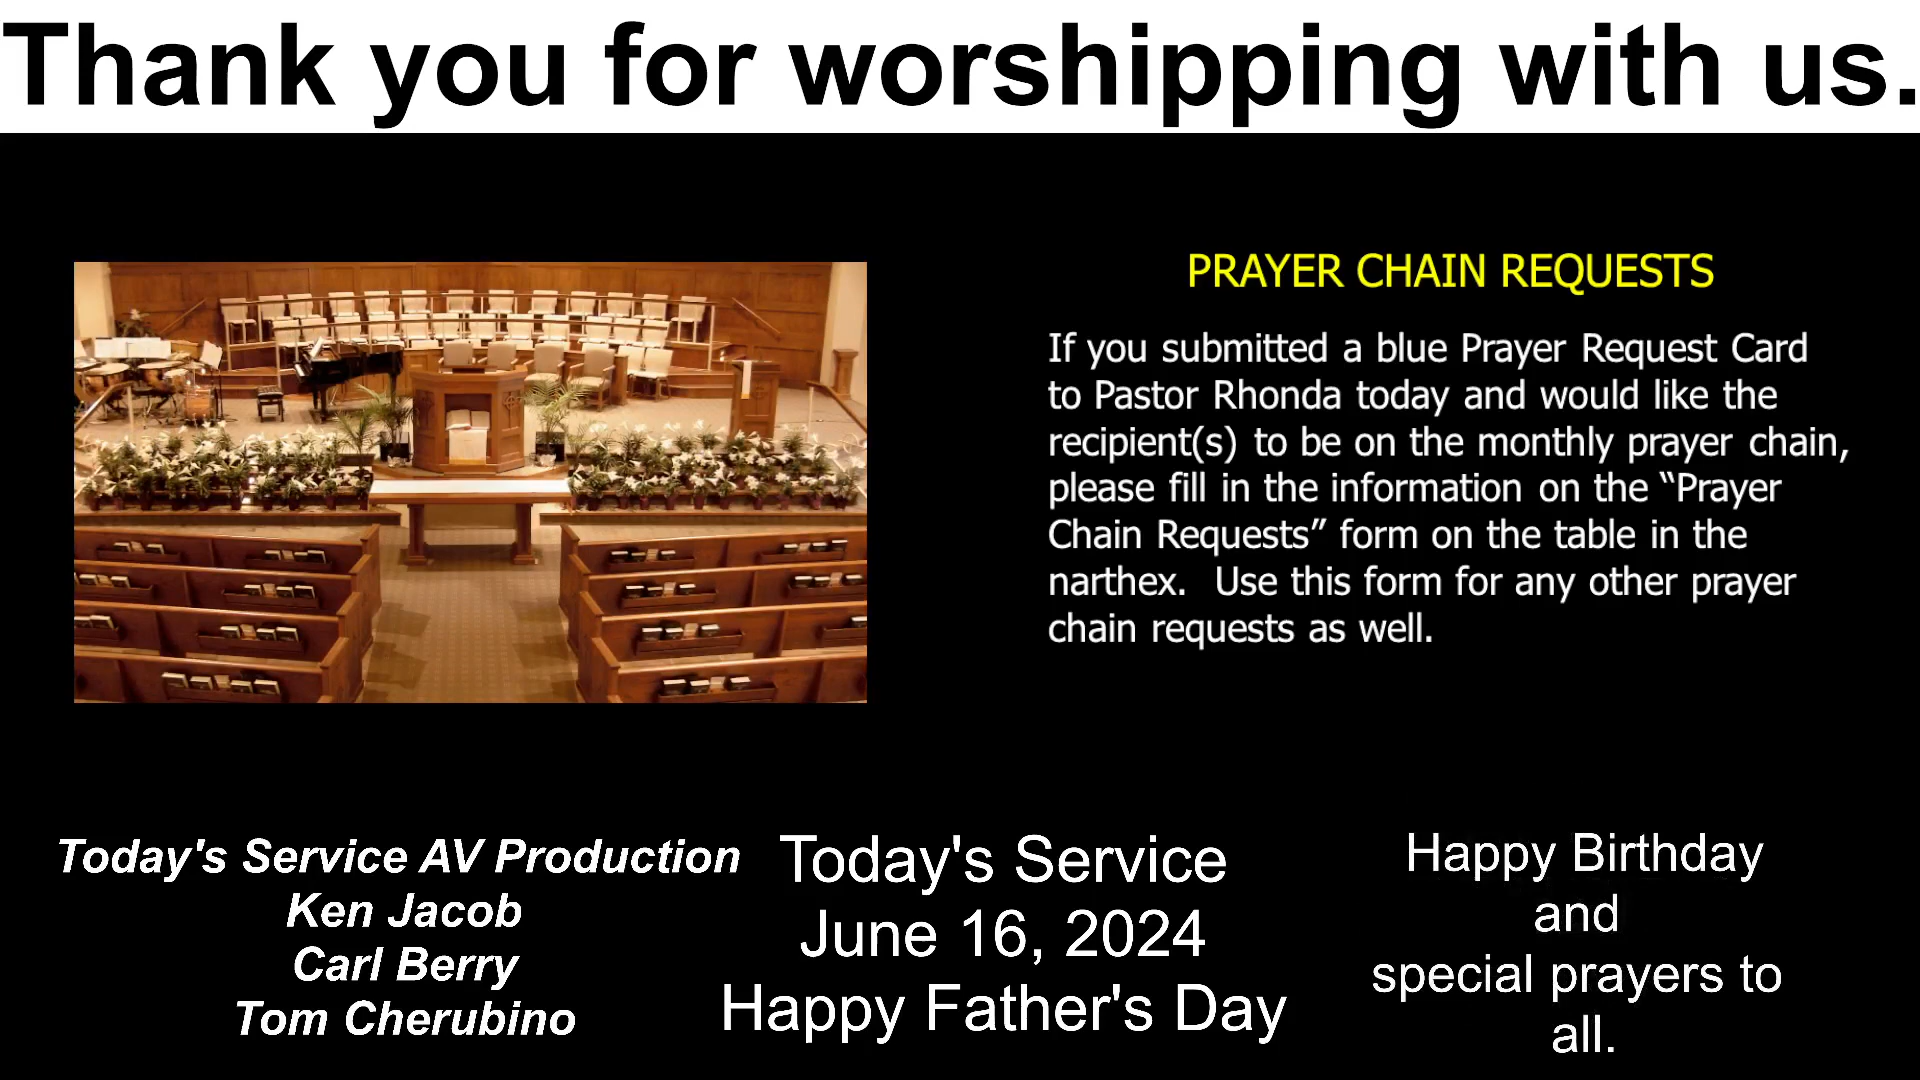 Thank you for worshipping with us.
PRAYER CHAIN REQUESTS
If you submitted a blue Prayer Request Card
to Pastor Rhonda today and would like the
recipient(s) to be on the monthly prayer chain,
please fill in the information on the “Prayer
Chain Requests” form on the table in the
narthex.  Use this form for any other prayer
chain requests as well.
Today's Service AV Production
Ken Jacob
Carl Berry
Tom Cherubino
Today's Service
June 16, 2024
Happy Father's Day
Happy Birthday
and
special prayers to
all.